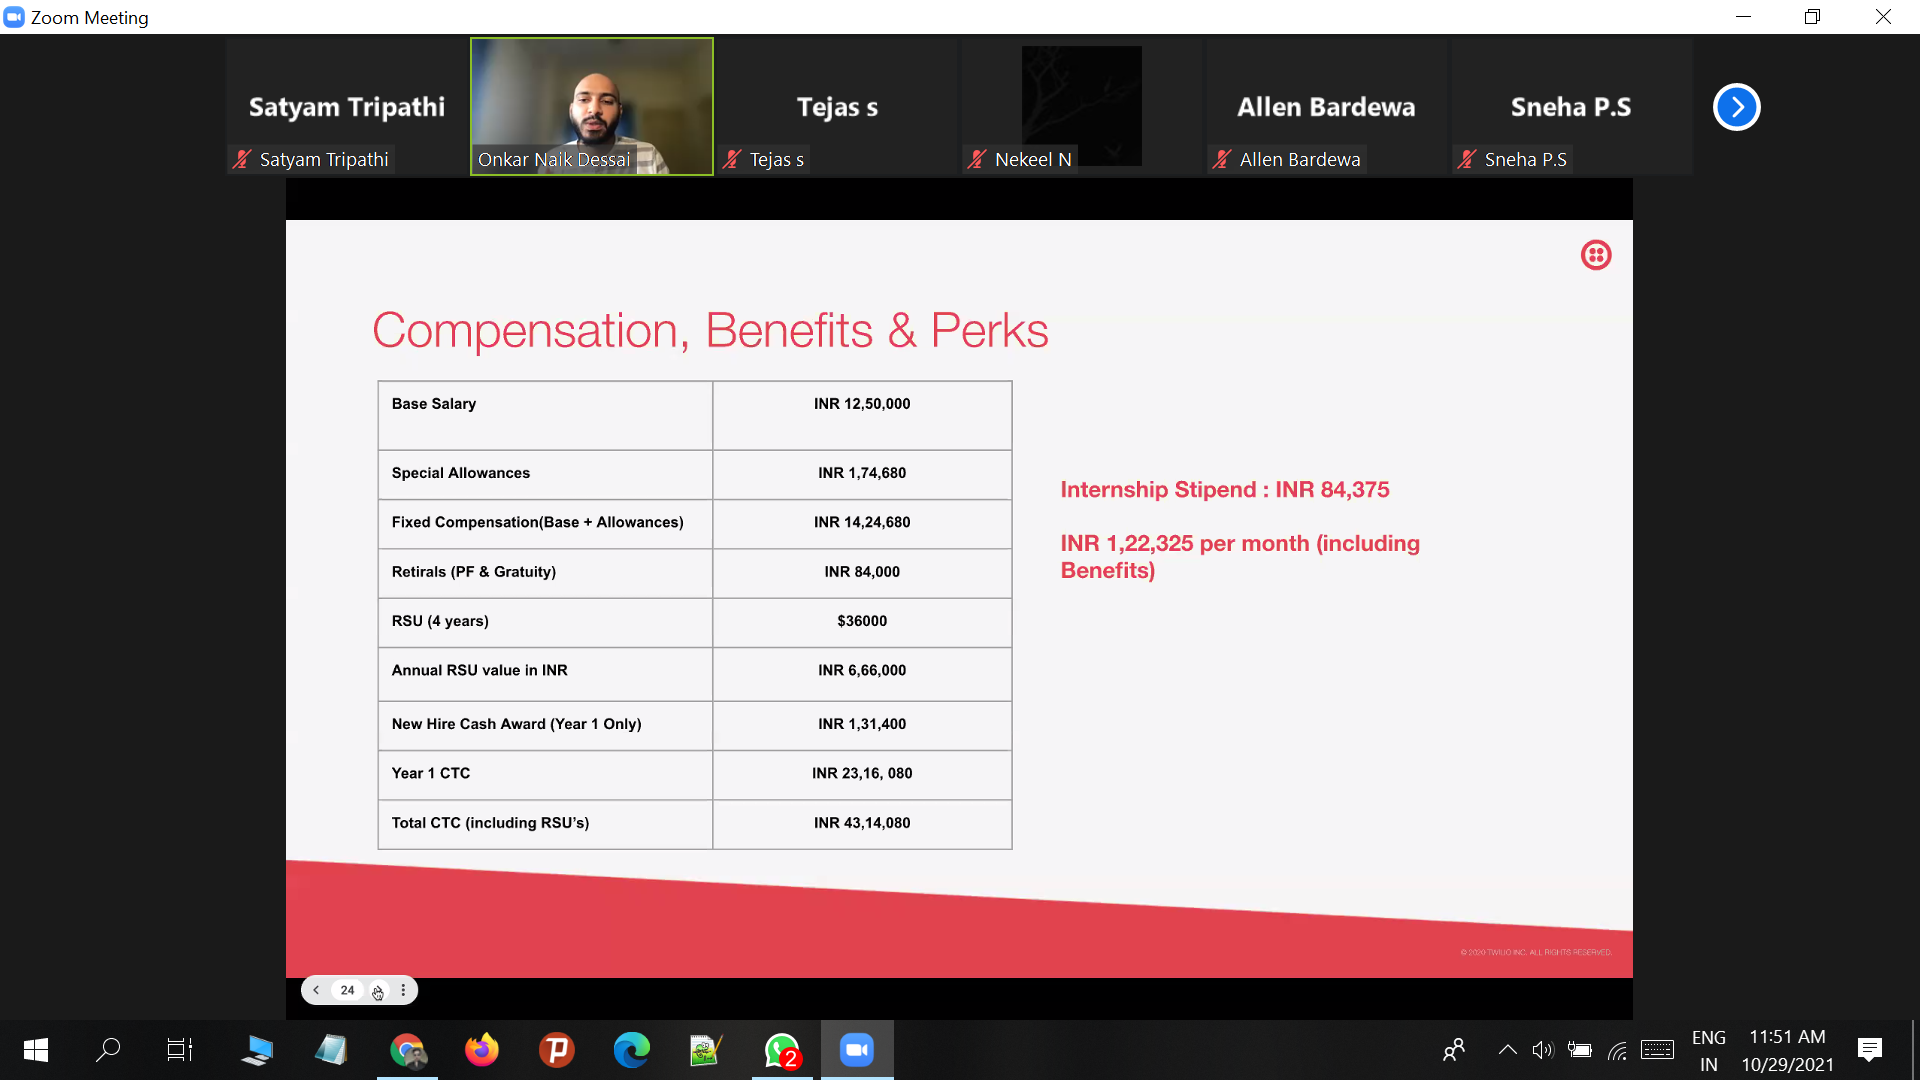 Zoom Meeting
Satyam Tripathi
Tejas s
Allen Bardewa
Sneha P.S
Satyam Tripathi
Onkar Naik Dessai
Tejas s
Nekeel N
Allen Bardewa
Sneha P.S
Compensation, Benefits & Perks
Base Salary INR 12,50,000
Special Allowances INR 1,74,680
Fixed Compensation(Base + Allowances) INR 14,24,680
Retirals (PF & Gratuity) INR 84,000
RSU (4 years) $36000
Annual RSU value in INR INR 6,66,000
New Hire Cash Award (Year 1 Only) INR 1,31,400
Year 1 CTC INR 23,16, 080
Total CTC (including RSU's) INR 43,14,080
Internship Stipend : INR 84,375
INR 1,22,325 per month (including
Benefits)
© 2020 TWILIO INC. ALL RIGHTS RESERVED.
24
2
ENG
IN
11:51 AM
10/29/2021